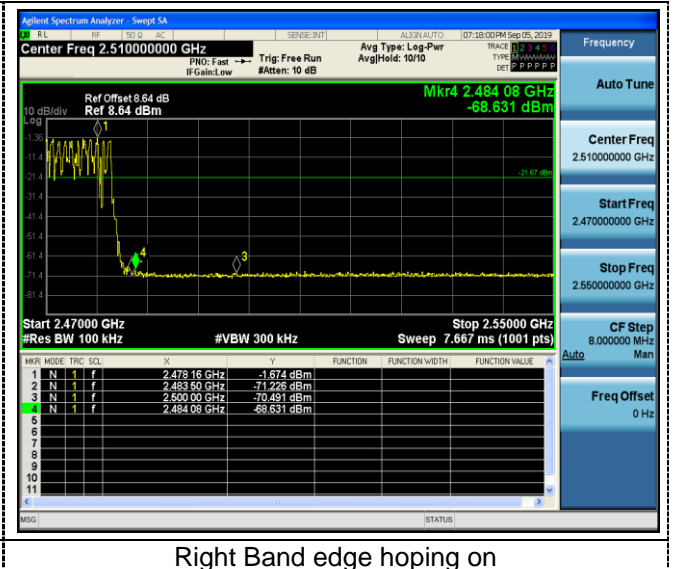 Agilent Spectrum Analyzer - Swept SA
RL RF 50 Ω AC SENSE:INT ALIGN AUTO 07:18:00 PM Sep 05, 2019
Center Freq 2.510000000 GHz
PNO: Fast
IFGain:Low
Trig: Free Run
#Atten: 10 dB
Avg Type: Log-Pwr
Avg|Hold: 10/10
TRACE 1 2 3 4 5 6
TYPE M
DET P P P P P P
Frequency
Auto Tune
Center Freq
2.510000000 GHz
Start Freq
2.470000000 GHz
Stop Freq
2.550000000 GHz
CF Step
8.000000 MHz
Auto Man
Freq Offset
0 Hz
Mkr4 2.484 08 GHz
-68.631 dBm
Ref Offset 8.64 dB
10 dB/div Ref 8.64 dBm
Log
1
-1.36
-11.4
-21.67 dBm
-21.4
-31.4
-41.4
-51.4
-61.4
4
3
-71.4
-81.4
Start 2.47000 GHz Stop 2.55000 GHz
#Res BW 100 kHz #VBW 300 kHz Sweep 7.667 ms (1001 pts)
MKR MODE TRC SCL X Y FUNCTION FUNCTION WIDTH FUNCTION VALUE
1 N 1 f 2.478 16 GHz -1.674 dBm
2 N 1 f 2.483 50 GHz -71.226 dBm
3 N 1 f 2.500 00 GHz -70.491 dBm
4 N 1 f 2.484 08 GHz -68.631 dBm
5
6
7
8
9
10
11
MSG STATUS
Right Band edge hoping on